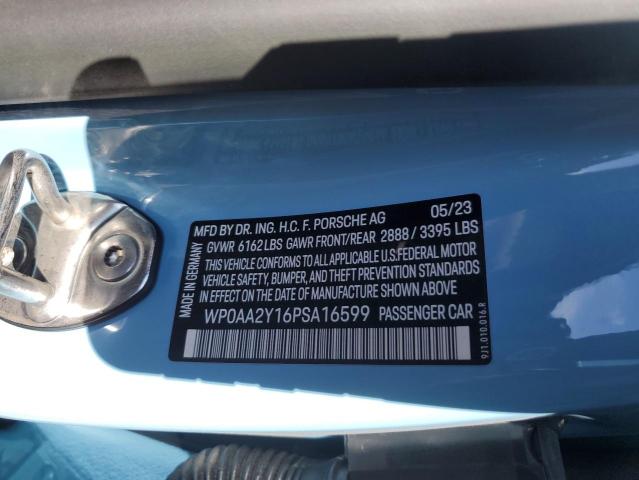 MADE IN GERMANY
MFD BY DR. ING. H.C. F. PORSCHE AG 05/23
GVWR 6162 LBS GAWR FRONT/REAR 2888 / 3395 LBS
THIS VEHICLE CONFORMS TO ALL APPLICABLE U.S. FEDERAL MOTOR
VEHICLE SAFETY, BUMPER, AND THEFT PREVENTION STANDARDS
IN EFFECT ON THE DATE OF MANUFACTURE SHOWN ABOVE
WP0AA2Y16PSA16599 PASSENGER CAR
9J1.010.016.R